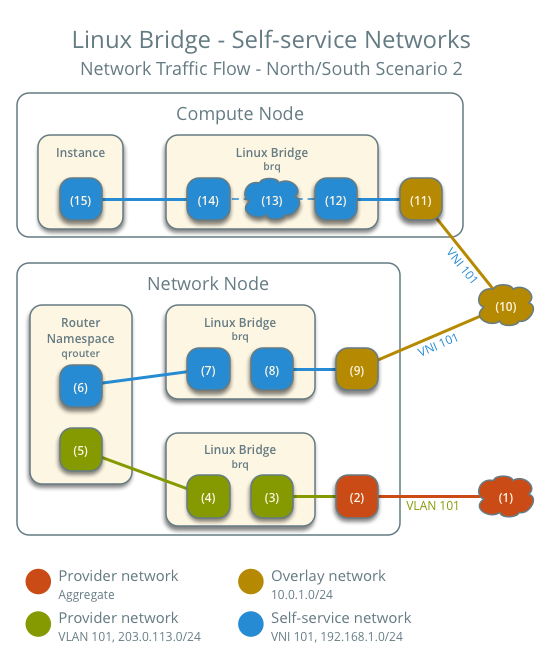 Linux Bridge - Self-service Networks
Network Traffic Flow - North/South Scenario 2
Compute Node
Instance
Linux Bridge
brq
(15)
(14)
(13)
(12)
(11)
VNI 101
(10)
VNI 101
Network Node
Router
Namespace
qrouter
Linux Bridge
brq
(6)
(7)
(8)
(9)
(5)
Linux Bridge
brq
(4)
(3)
(2)
VLAN 101
(1)
Provider network
Aggregate
Overlay network
10.0.1.0/24
Provider network
VLAN 101, 203.0.113.0/24
Self-service network
VNI 101, 192.168.1.0/24